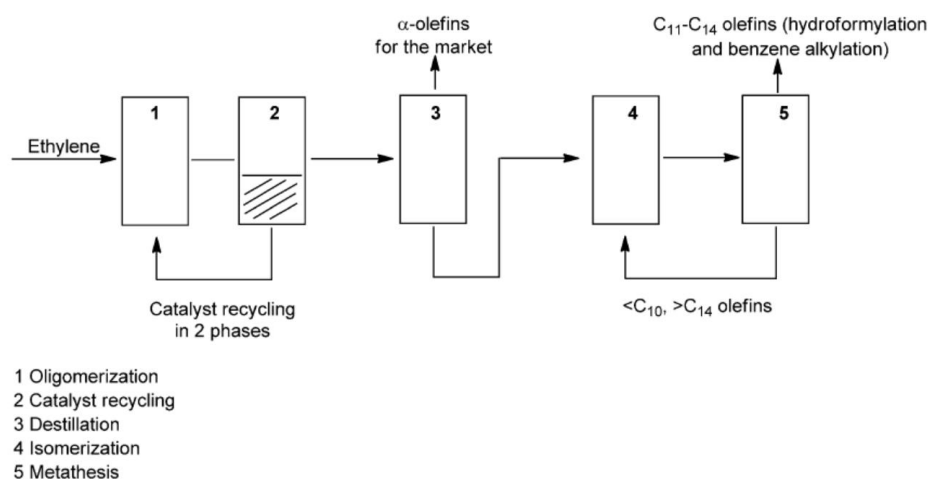 α-olefins
for the market
C₁₁-C₁₄ olefins (hydroformylation
and benzene alkylation)
1
2
3
4
5
Ethylene
Catalyst recycling
in 2 phases
<C₁₀, >C₁₄ olefins
1 Oligomerization
2 Catalyst recycling
3 Destillation
4 Isomerization
5 Metathesis